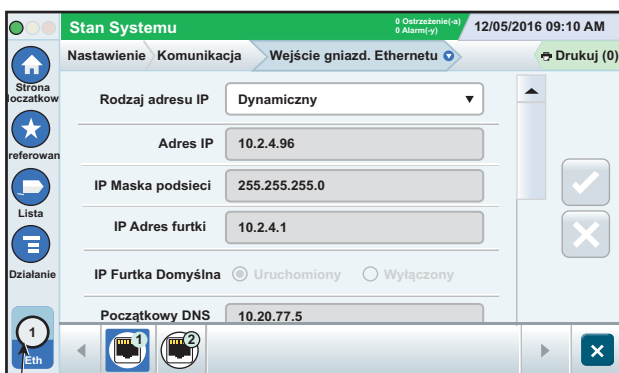 Stan Systemu
0 Ostrzeżenie(-a)
0 Alarm(-y)
12/05/2016 09:10 AM
Nastawienie Komunikacja Wejście gniazd. Ethernetu
Drukuj (0)
Strona
oczatkow
referowan
Lista
Działanie
1
Eth
Rodzaj adresu IP Dynamiczny
Adres IP 10.2.4.96
IP Maska podsieci 255.255.255.0
IP Adres furtki 10.2.4.1
IP Furtka Domyślna Uruchomiony Wyłączony
Początkowy DNS 10.20.77.5
1 2